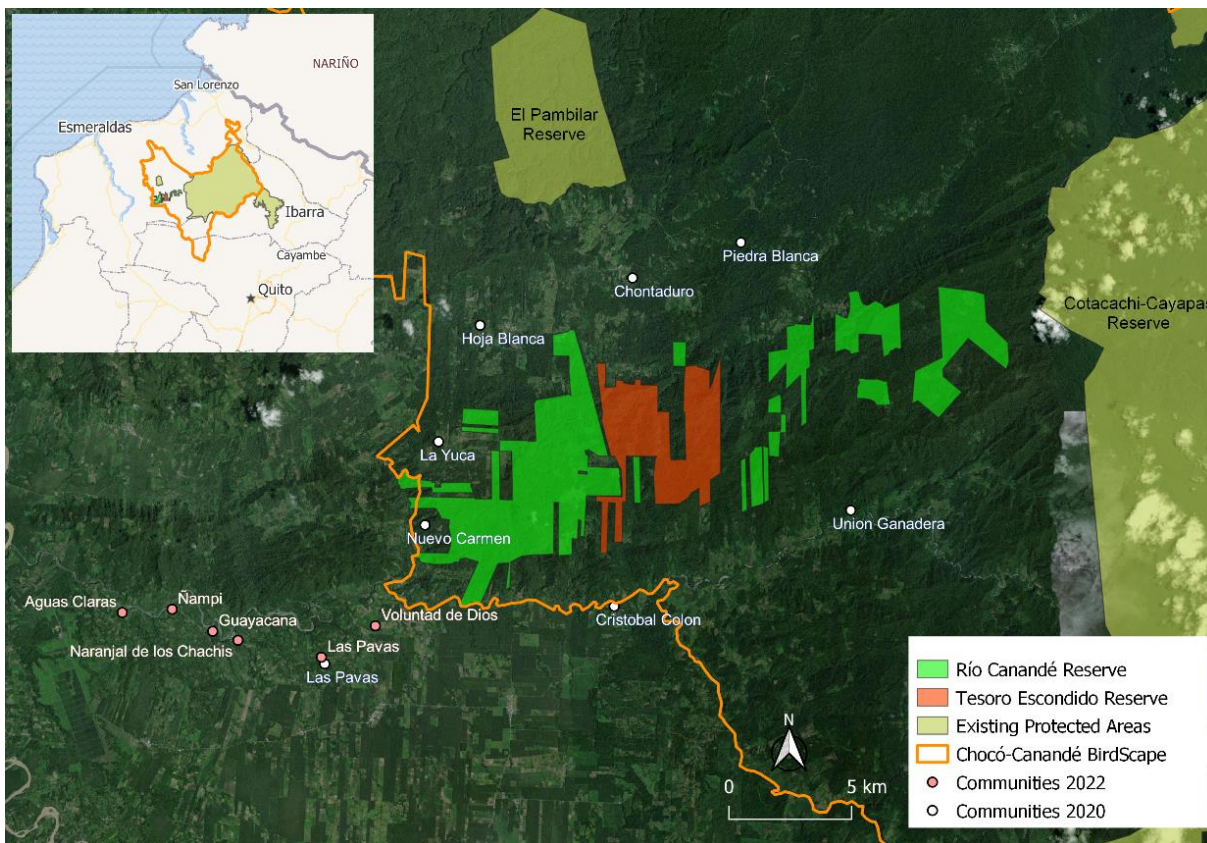 NARIÑO
San Lorenzo
Esmeraldas
Ibarra
Cayambe
Quito
El Pambilar
Reserve
Piedra Blanca
Chontaduro
Cotacachi-Cayapas
Reserve
Hoja Blanca
La Yuca
Union Ganadera
Nuevo Carmen
Aguas Claras
Ñampi
Guayacana
Voluntad de Dios
Cristobal Colon
Naranjal de los Chachis
Las Pavas
Las Pavas
N
0 5 km
Río Canandé Reserve
Tesoro Escondido Reserve
Existing Protected Areas
Chocó-Canandé BirdScape
Communities 2022
Communities 2020